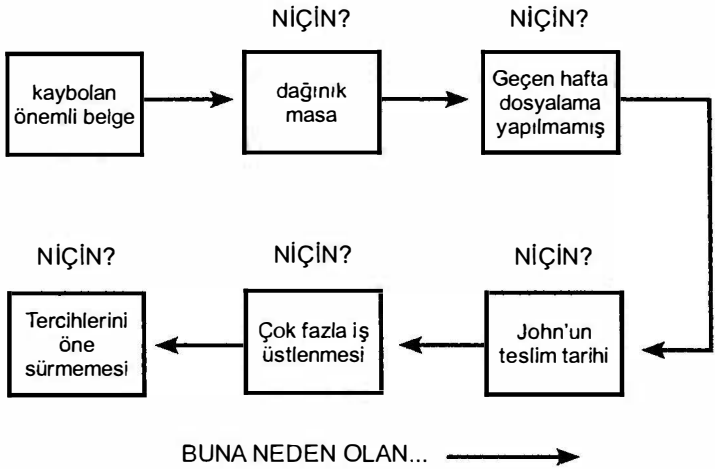 NİÇİN?
NİÇİN?
kaybolan
önemli belge
dağınık
masa
Geçen hafta
dosyalama
yapılmamış
NİÇİN?
NİÇİN?
NİÇİN?
Tercihlerini
öne
sürmemesi
Çok fazla iş
üstlenmesi
John'un
teslim tarihi
BUNA NEDEN OLAN...